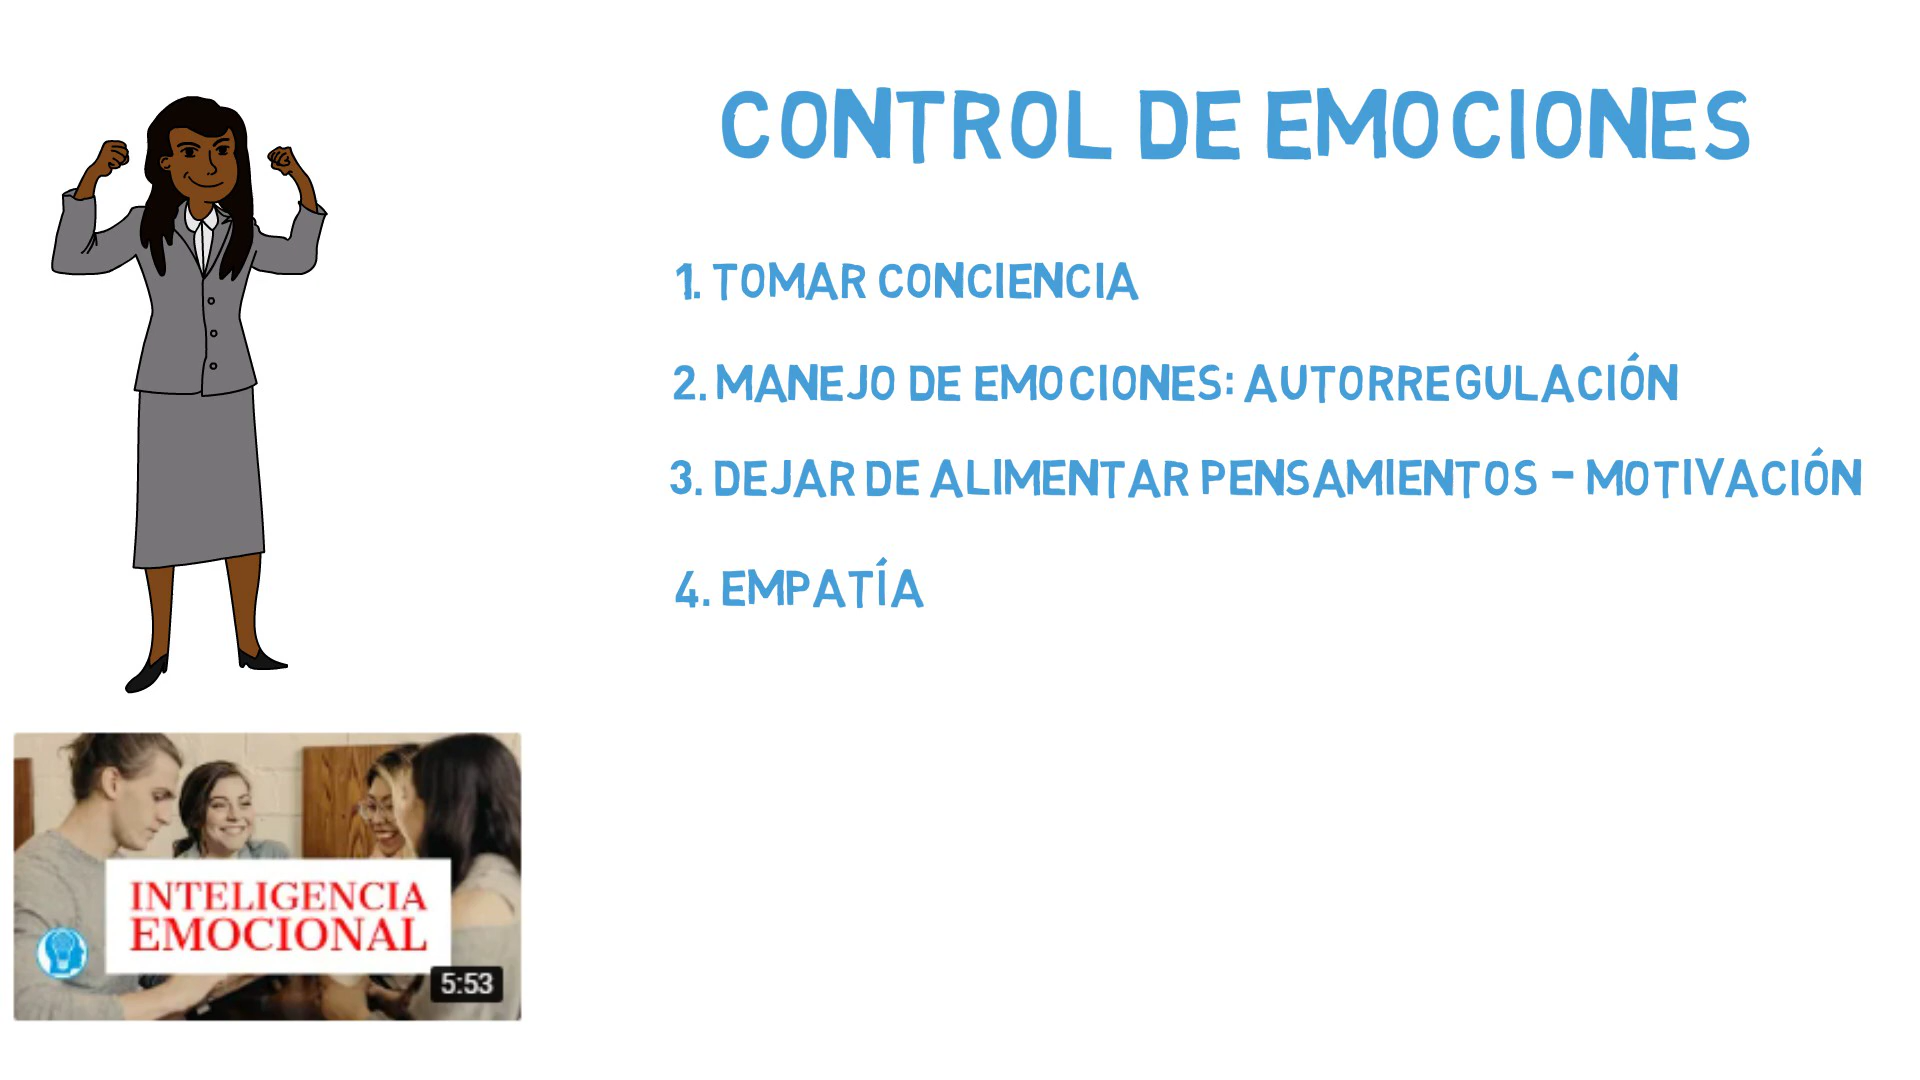 CONTROL DE EMOCIONES
1. TOMAR CONCIENCIA
2. MANEJO DE EMOCIONES: AUTORREGULACIÓN
3. DEJAR DE ALIMENTAR PENSAMIENTOS - MOTIVACIÓN
4. EMPATÍA
INTELIGENCIA
EMOCIONAL
5:53